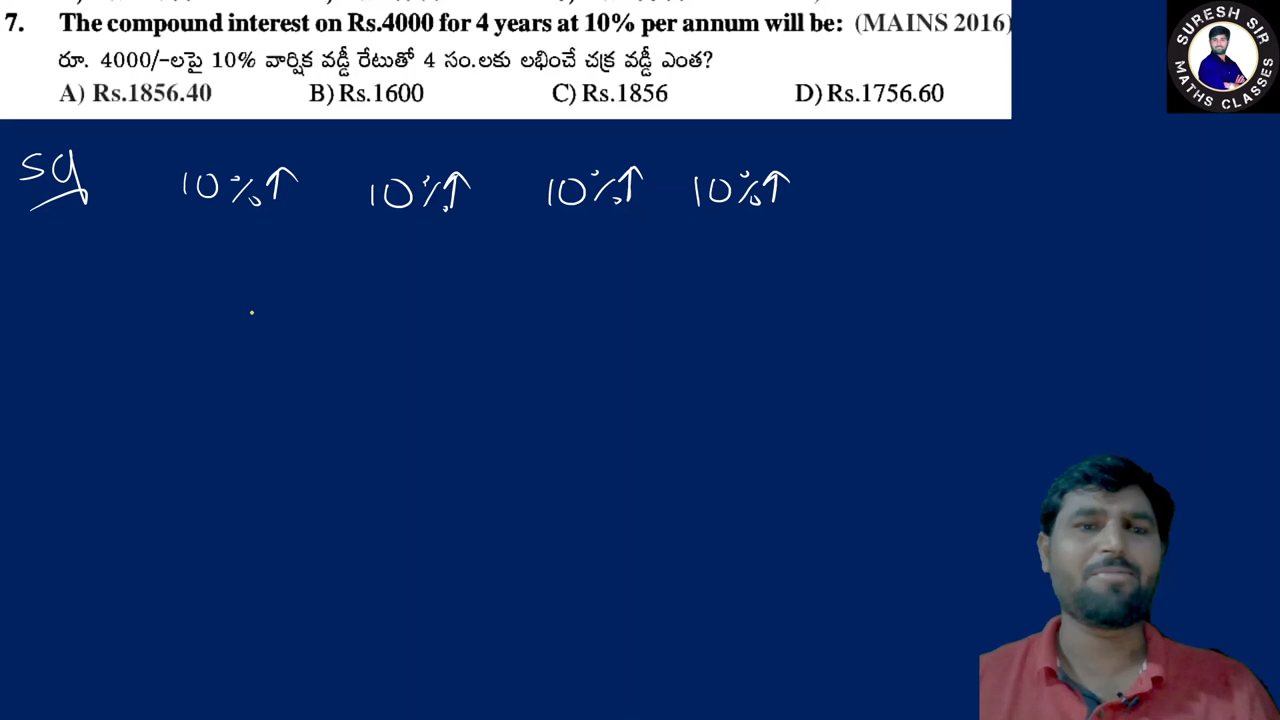 7. The compound interest on Rs.4000 for 4 years at 10% per annum will be: (MAINS 2016)
రూ. 4000/-లపై 10% వార్షిక వడ్డీ రేటుతో 4 సం.లకు లభించే చక్ర వడ్డీ ఎంత?
A) Rs.1856.40 B) Rs.1600 C) Rs.1856 D) Rs.1756.60
SURESH SIR
MATHS CLASSES
10%↑ 10%↑ 10%↑ 10%↑